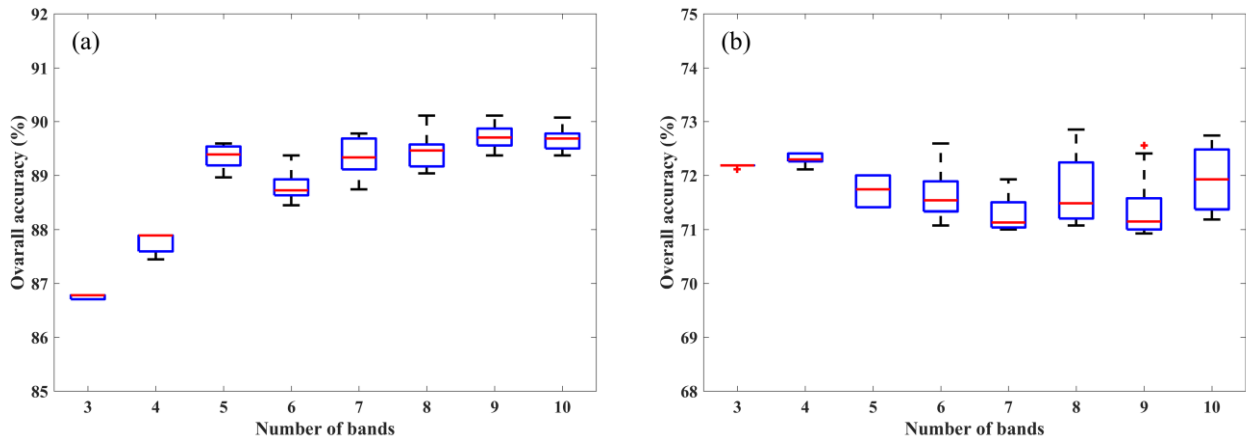 (a)
Ovarall accuracy (%)
92
91
90
89
88
87
86
85
3 4 5 6 7 8 9 10
Number of bands
(b)
Overall accuracy (%)
75
74
73
72
71
70
69
68
3 4 5 6 7 8 9 10
Number of bands